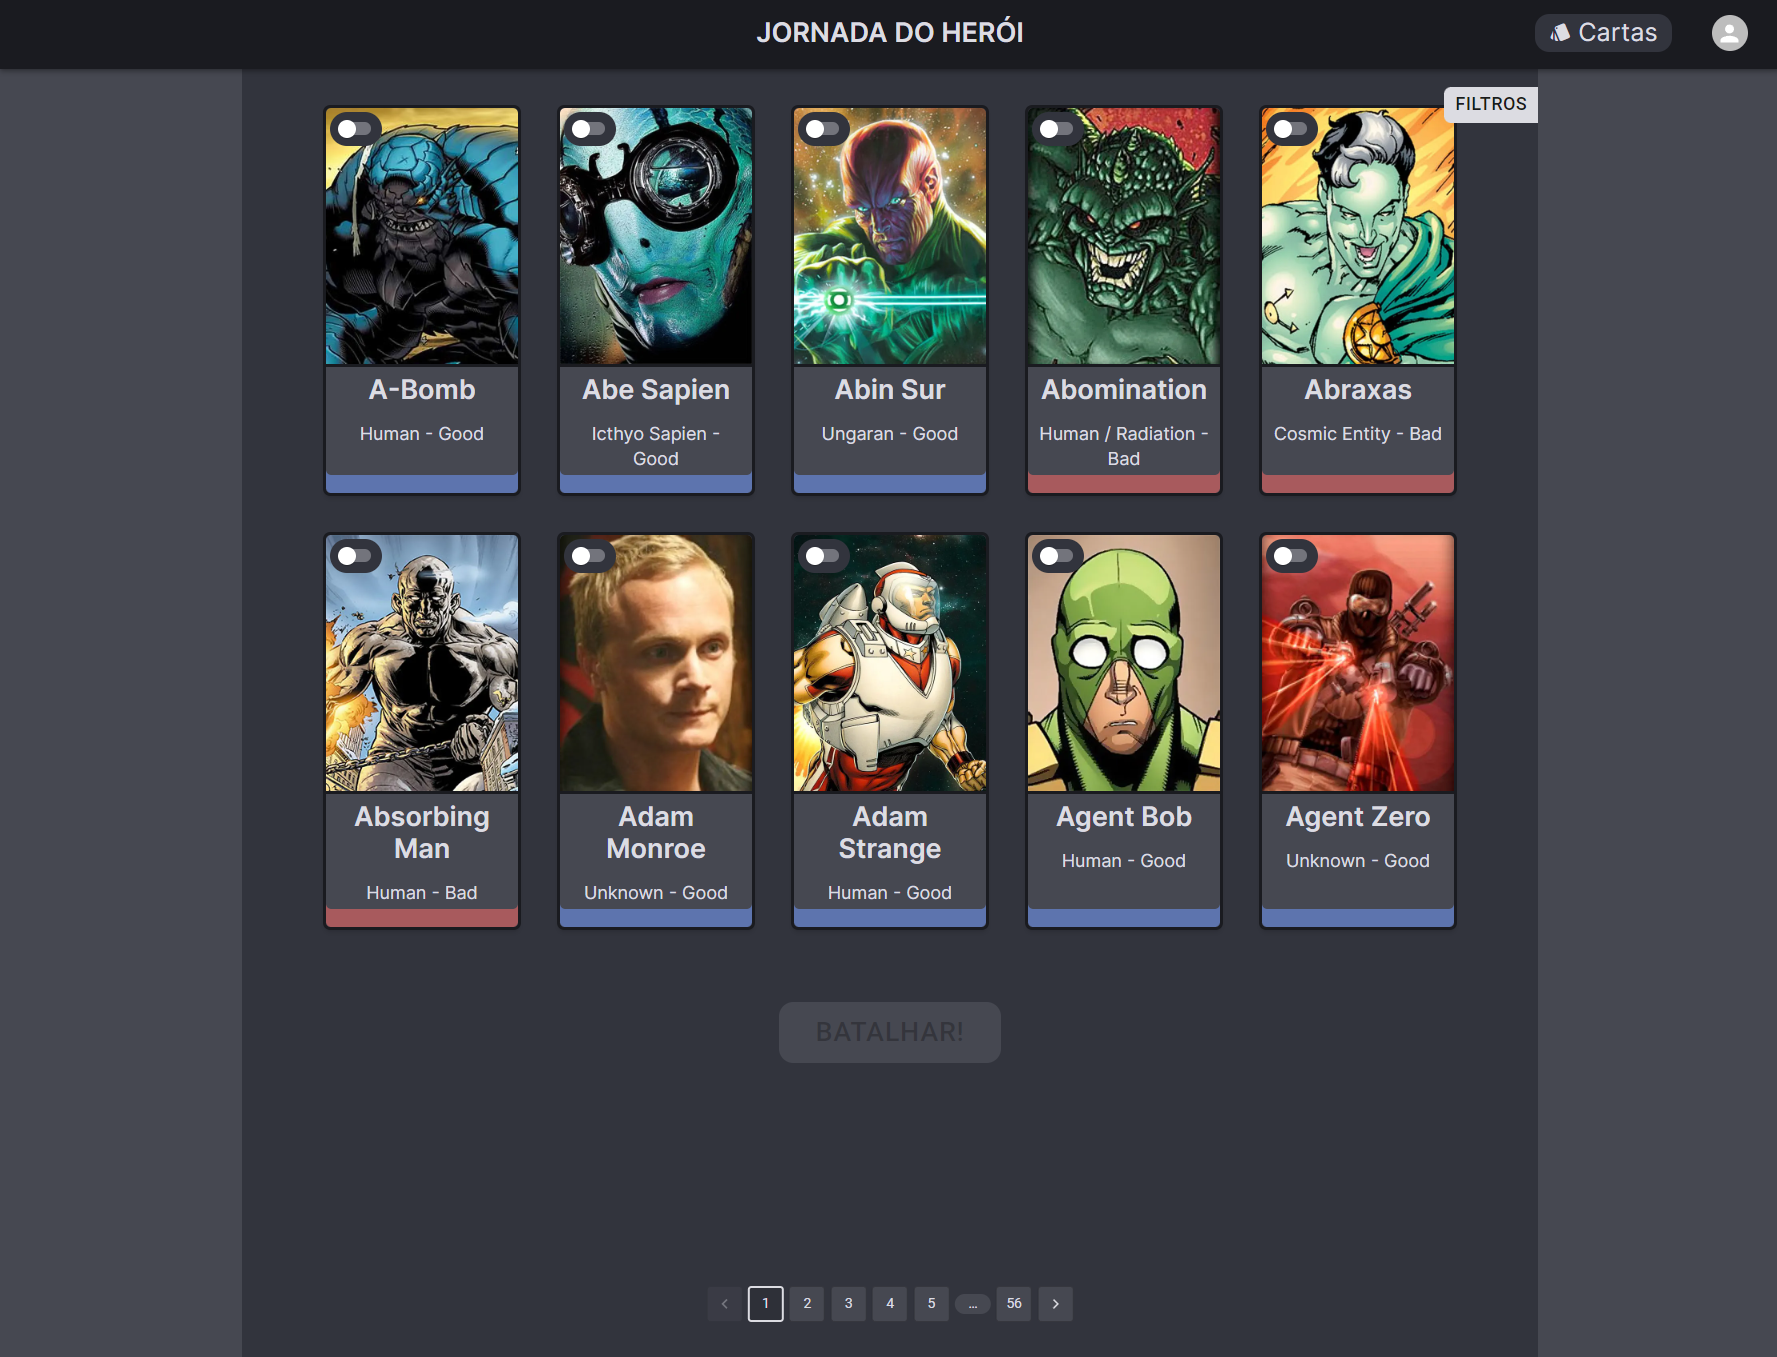 JORNADA DO HERÓI
Cartas
FILTROS
A-Bomb
Human - Good
Abe Sapien
Icthyo Sapien -
Good
Abin Sur
Ungaran - Good
Abomination
Human / Radiation -
Bad
Abraxas
Cosmic Entity - Bad
Absorbing
Man
Human - Bad
Adam
Monroe
Unknown - Good
Adam
Strange
Human - Good
Agent Bob
Human - Good
Agent Zero
Unknown - Good
BATALHAR!
1 2 3 4 5 ... 56